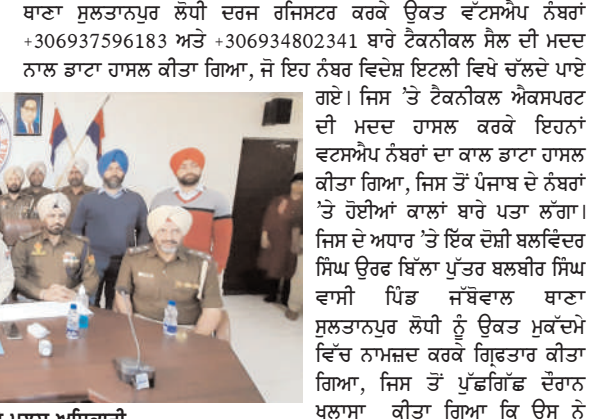 ਥਾਣਾ ਸੁਲਤਾਨਪੁਰ ਲੋਧੀ ਦਰਜ ਰਜਿਸਟਰ ਕਰਕੇ ਉਕਤ ਵੱਟਸਐਪ ਨੰਬਰਾਂ
+306937596183 ਅਤੇ +306934802341 ਬਾਰੇ ਟੈਕਨੀਕਲ ਸੈਲ ਦੀ ਮਦਦ
ਨਾਲ ਡਾਟਾ ਹਾਸਲ ਕੀਤਾ ਗਿਆ, ਜੋ ਇਹ ਨੰਬਰ ਵਿਦੇਸ਼ ਇਟਲੀ ਵਿਖੇ ਚੱਲਦੇ ਪਾਏ
ਗਏ। ਜਿਸ ’ਤੇ ਟੈਕਨੀਕਲ ਐਕਸਪਰਟ
ਦੀ ਮਦਦ ਹਾਸਲ ਕਰਕੇ ਇਹਨਾਂ
ਵਟਸਐਪ ਨੰਬਰਾਂ ਦਾ ਕਾਲ ਡਾਟਾ ਹਾਸਲ
ਕੀਤਾ ਗਿਆ, ਜਿਸ ਤੋਂ ਪੰਜਾਬ ਦੇ ਨੰਬਰਾਂ
’ਤੇ ਹੋਈਆਂ ਕਾਲਾਂ ਬਾਰੇ ਪਤਾ ਲੱਗਾ।
ਜਿਸ ਦੇ ਅਧਾਰ ’ਤੇ ਇੱਕ ਦੋਸ਼ੀ ਬਲਵਿੰਦਰ
ਸਿੰਘ ਉਰਫ ਬਿੱਲਾ ਪੁੱਤਰ ਬਲਬੀਰ ਸਿੰਘ
ਵਾਸੀ ਪਿੰਡ ਜੱਬੋਵਾਲ ਥਾਣਾ
ਸੁਲਤਾਨਪੁਰ ਲੋਧੀ ਨੂੰ ਉਕਤ ਮੁਕੱਦਮੇ
ਵਿੱਚ ਨਾਮਜ਼ਦ ਕਰਕੇ ਗ੍ਰਿਫਤਾਰ ਕੀਤਾ
ਗਿਆ, ਜਿਸ ਤੋਂ ਪੁੱਛਗਿੱਛ ਦੌਰਾਨ
ਖੁਲਾਸਾ ਕੀਤਾ ਗਿਆ ਕਿ ਉਸ ਨੇ